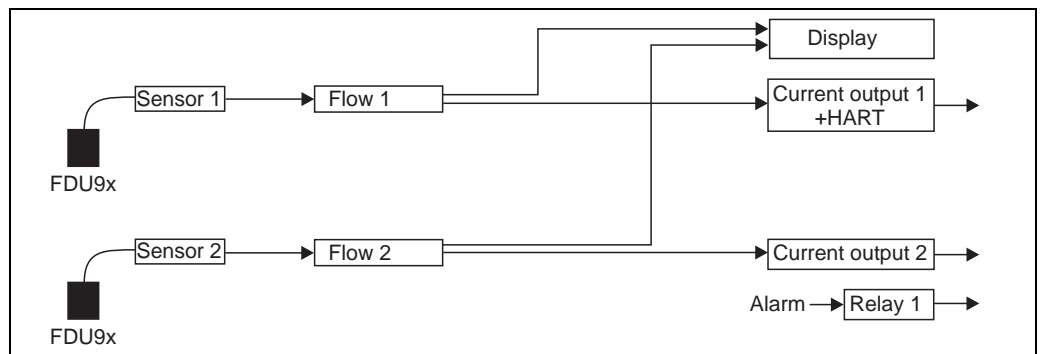 Display
Sensor 1
Flow 1
Current output 1
+HART
FDU9x
Sensor 2
Flow 2
Current output 2
Alarm
Relay 1
FDU9x